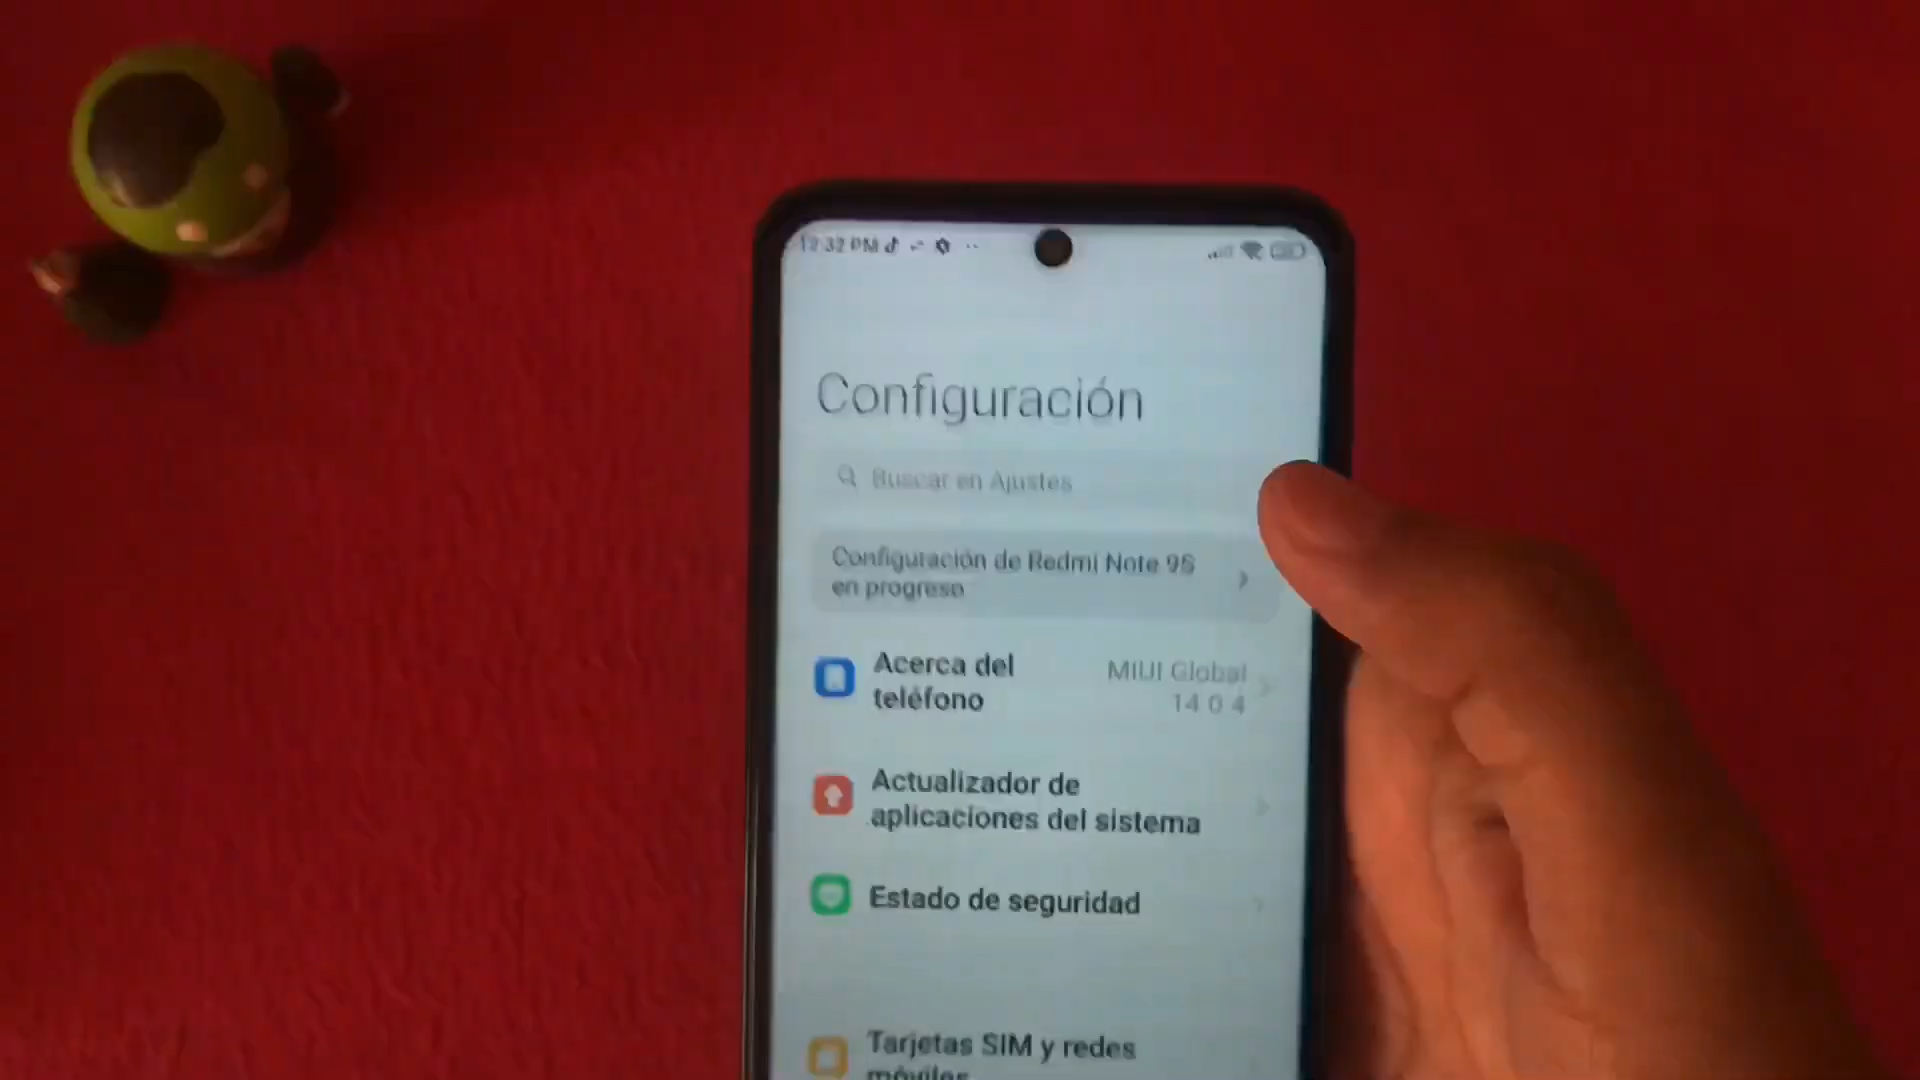 12:32 PM
Configuración
Buscar en Ajustes
Configuración de Redmi Note 9S
en progreso
Acerca del
teléfono
MIUI Global
14.0.4
Actualizador de
aplicaciones del sistema
Estado de seguridad
Tarjetas SIM y redes
móviles